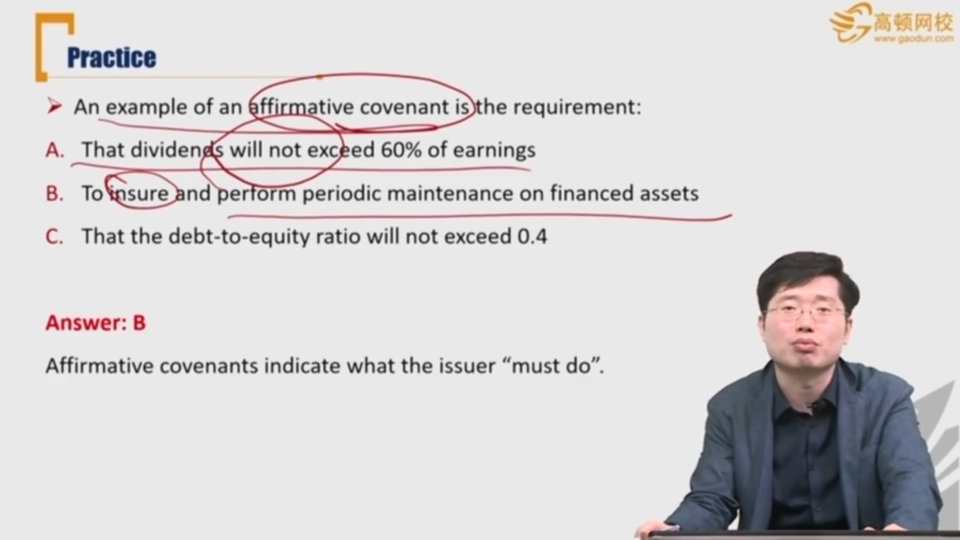 高顿网校
www.gaodun.com
Practice
➢ An example of an affirmative covenant is the requirement:
A. That dividends will not exceed 60% of earnings
B. To insure and perform periodic maintenance on financed assets
C. That the debt-to-equity ratio will not exceed 0.4
Answer: B
Affirmative covenants indicate what the issuer “must do”.